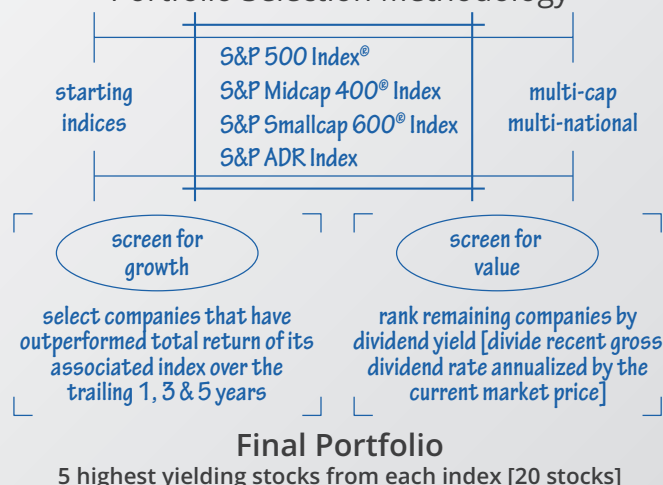 Portfolio Selection Methodology
starting
indices
S&P 500 Index®
S&P Midcap 400® Index
S&P Smallcap 600® Index
S&P ADR Index
multi-cap
multi-national
screen for
growth
select companies that have
outperformed total return of its
associated index over the
trailing 1, 3 & 5 years
screen for
value
rank remaining companies by
dividend yield [divide recent gross
dividend rate annualized by the
current market price]
Final Portfolio
5 highest yielding stocks from each index [20 stocks]